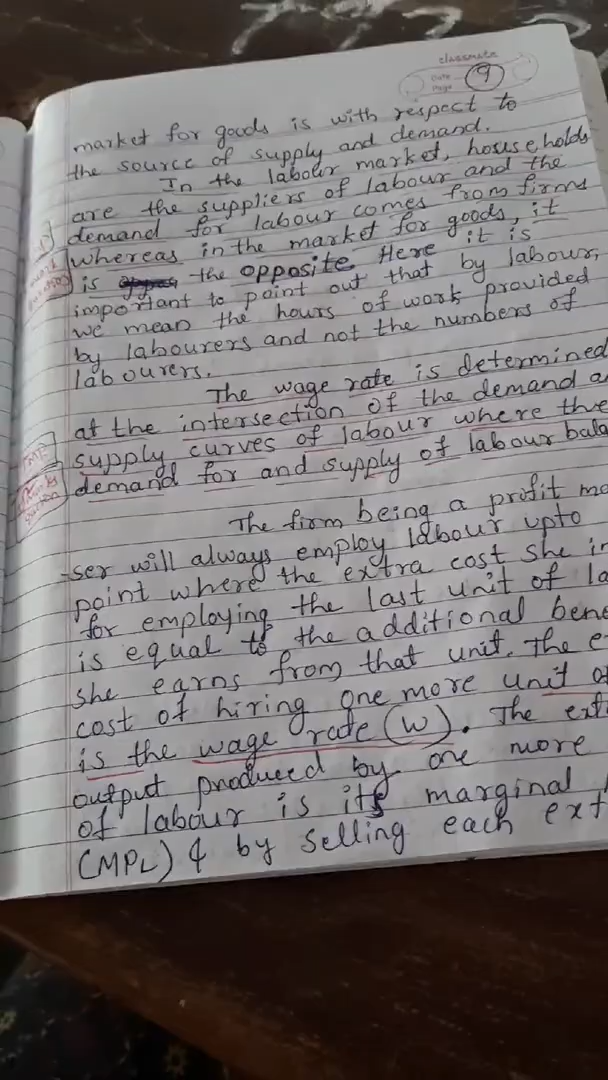 classmate
Date
Page
9
market for goods is with respect to
the source of supply and demand.
In the labour market, households
are the suppliers of labour and the
demand for labour comes from firms
whereas in the market for goods, it
is the opposite. Here it is
important to point out that by labour,
we mean the hours of work provided
by labourers and not the numbers of
labourers.
The wage rate is determined
at the intersection of the demand a
supply curves of labour where the
demand for and supply of labour bala
The firm being a profit ma
-ser will always employ labour upto
point where the extra cost she in
for employing the last unit of la
is equal to the additional bene
she earns from that unit. The e
cost of hiring one more unit of
is the wage rate (W). The ext
output produced by one more
of labour is its marginal
(MPL) & by selling each ext